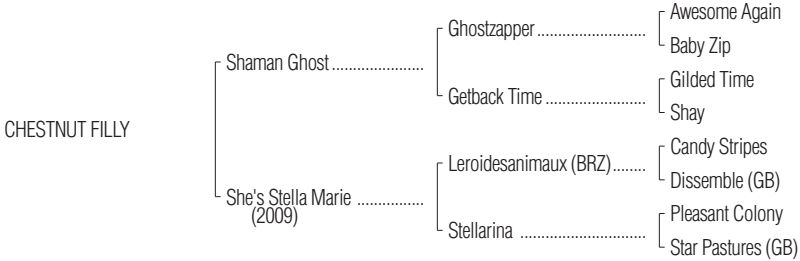 Awesome Again
Ghostzapper ..........................
Baby Zip
Shaman Ghost ......................
Gilded Time
Getback Time ........................
Shay
CHESTNUT FILLY
Candy Stripes
Leroidesanimaux (BRZ)........
Dissemble (GB)
She's Stella Marie ................
(2009)
Pleasant Colony
Stellarina ..............................
Star Pastures (GB)